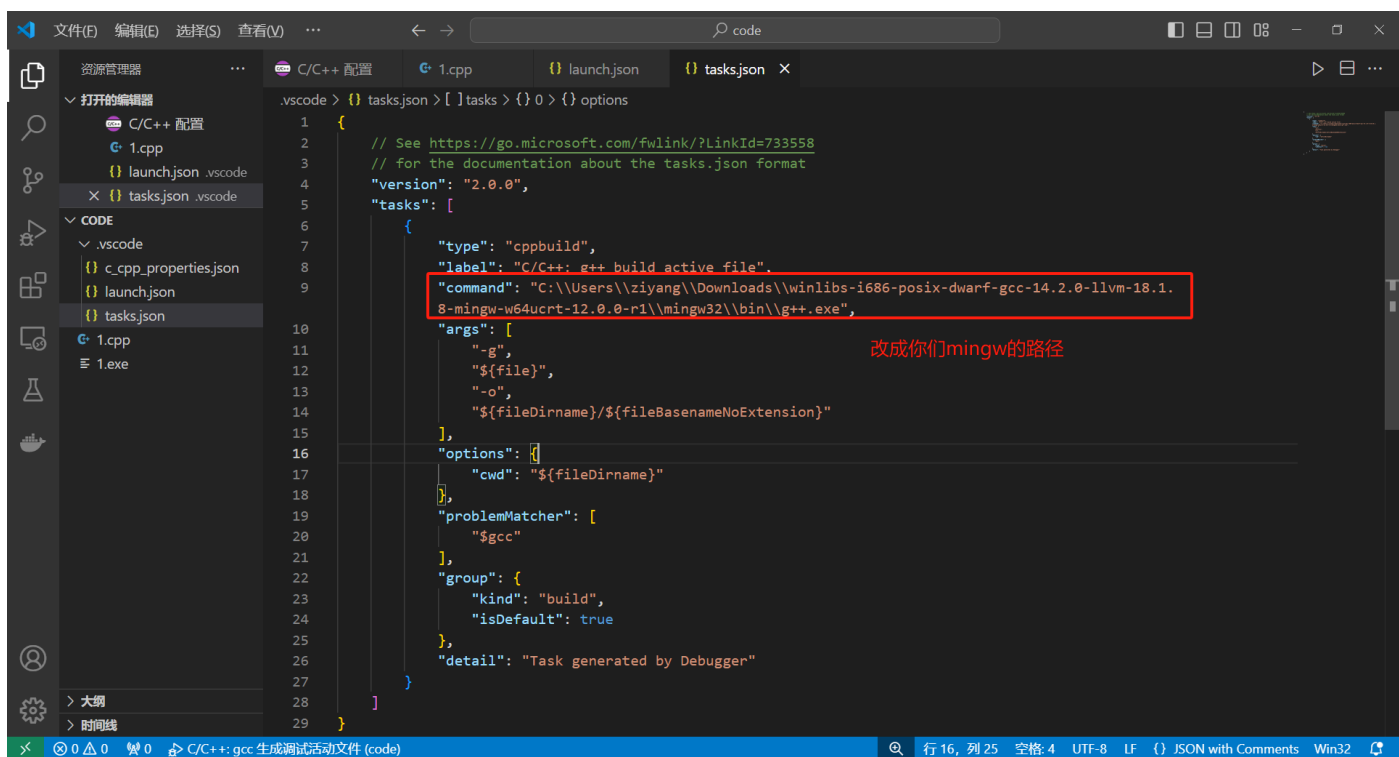 文件(F) 编辑(E) 选择(S) 查看(V) ··· code
资源管理器 ···
打开的编辑器
C/C++ 配置
1.cpp
launch.json .vscode
tasks.json .vscode
CODE
.vscode
c_cpp_properties.json
launch.json
tasks.json
1.cpp
1.exe
大纲
时间线
C/C++ 配置 1.cpp {} launch.json {} tasks.json
.vscode > {} tasks.json > [ ] tasks > {} 0 > {} options
1 {
2 // See https://go.microsoft.com/fwlink/?LinkId=733558
3 // for the documentation about the tasks.json format
4 "version": "2.0.0",
5 "tasks": [
6 {
7 "type": "cppbuild",
8 "label": "C/C++: g++ build active file",
9 "command": "C:\\Users\\ziyang\\Downloads\\winlibs-i686-posix-dwarf-gcc-14.2.0-llvm-18.1.
8-mingw-w64ucrt-12.0.0-r1\\mingw32\\bin\\g++.exe",
10 "args": [
11 "-g",
改成你们mingw的路径
12 "${file}",
13 "-o",
14 "${fileDirname}/${fileBasenameNoExtension}"
15 ],
16 "options": {
17 "cwd": "${fileDirname}"
18 },
19 "problemMatcher": [
20 "$gcc"
21 ],
22 "group": {
23 "kind": "build",
24 "isDefault": true
25 },
26 "detail": "Task generated by Debugger"
27 }
28 ]
29 }
0 0 0 C/C++: gcc 生成调试活动文件 (code) 行 16，列 25 空格: 4 UTF-8 LF {} JSON with Comments Win32